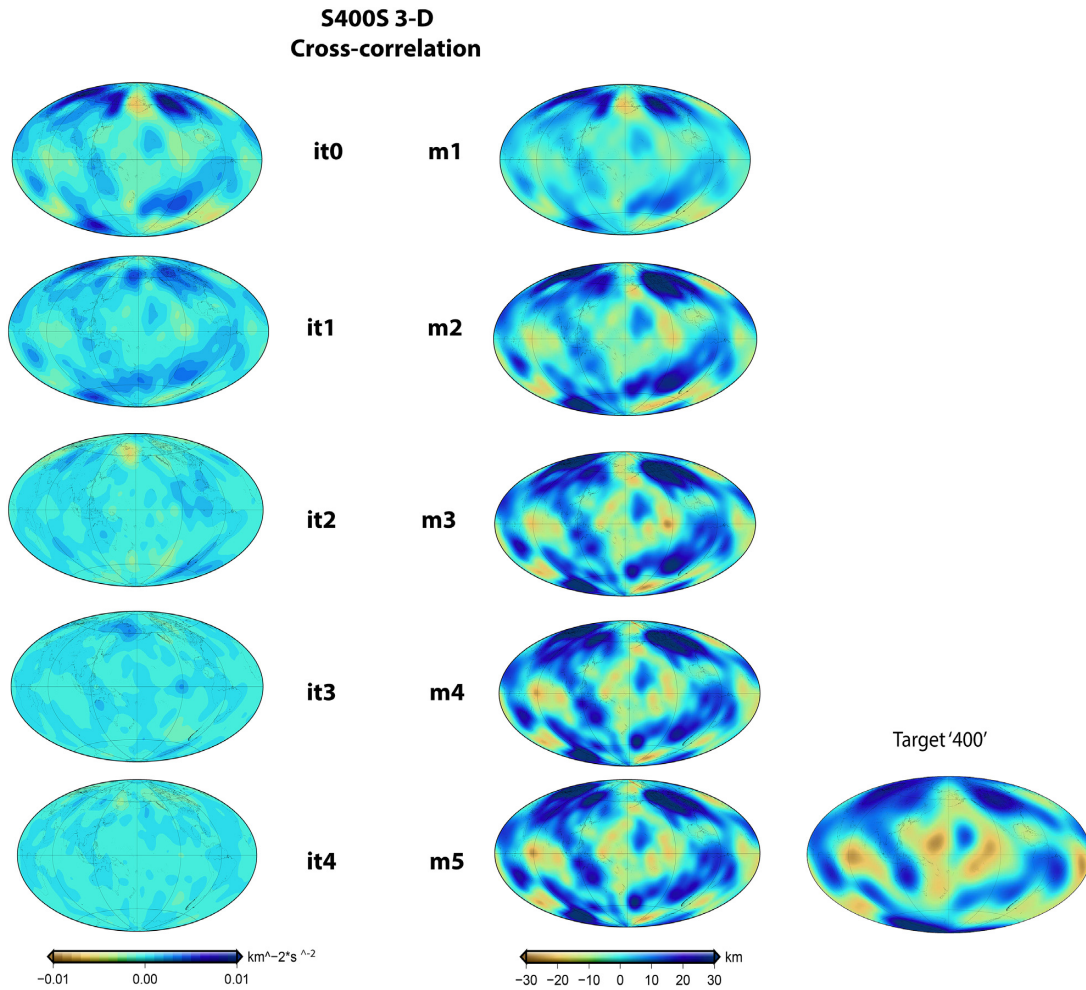 S400S 3-D
Cross-correlation
it0 m1
it1 m2
it2 m3
it3 m4
Target '400'
it4 m5
km^−2*s ^−2
−0.01 0.00 0.01
km
−30 −20 −10 0 10 20 30